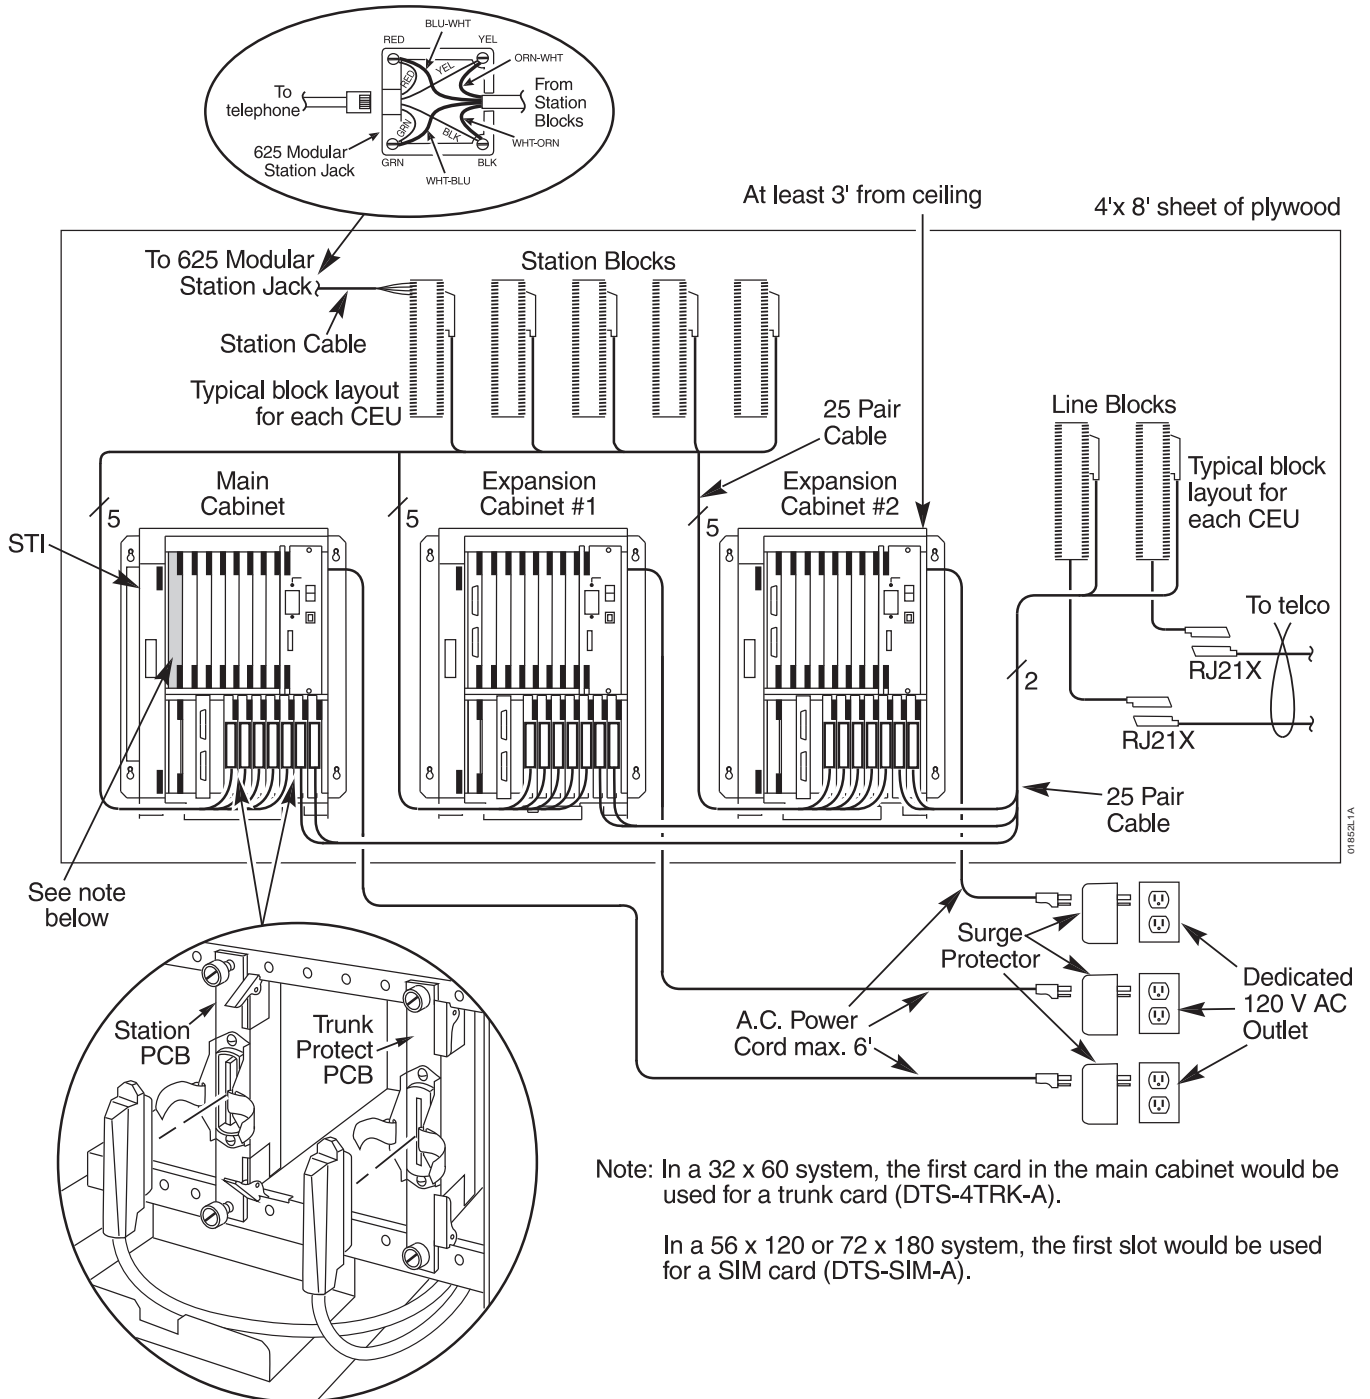 BLU-WHT
RED
YEL
ORN-WHT
RED
YEL
To
telephone
From
Station
Blocks
GRN
BLK
WHT-ORN
625 Modular
Station Jack
GRN
BLK
WHT-BLU
At least 3' from ceiling
4'x 8' sheet of plywood
To 625 Modular
Station Jack
Station Blocks
Station Cable
Typical block layout
for each CEU
25 Pair
Cable
Line Blocks
Typical block
layout for
each CEU
Main
Cabinet
Expansion
Cabinet #1
Expansion
Cabinet #2
5
5
5
STI
To telco
RJ21X
2
RJ21X
25 Pair
Cable
01852L1A
See note
below
Surge
Protector
Dedicated
120 V AC
Outlet
A.C. Power
Cord max. 6'
Station
PCB
Trunk
Protect
PCB
Note: In a 32 x 60 system, the first card in the main cabinet would be
used for a trunk card (DTS-4TRK-A).
In a 56 x 120 or 72 x 180 system, the first slot would be used
for a SIM card (DTS-SIM-A).